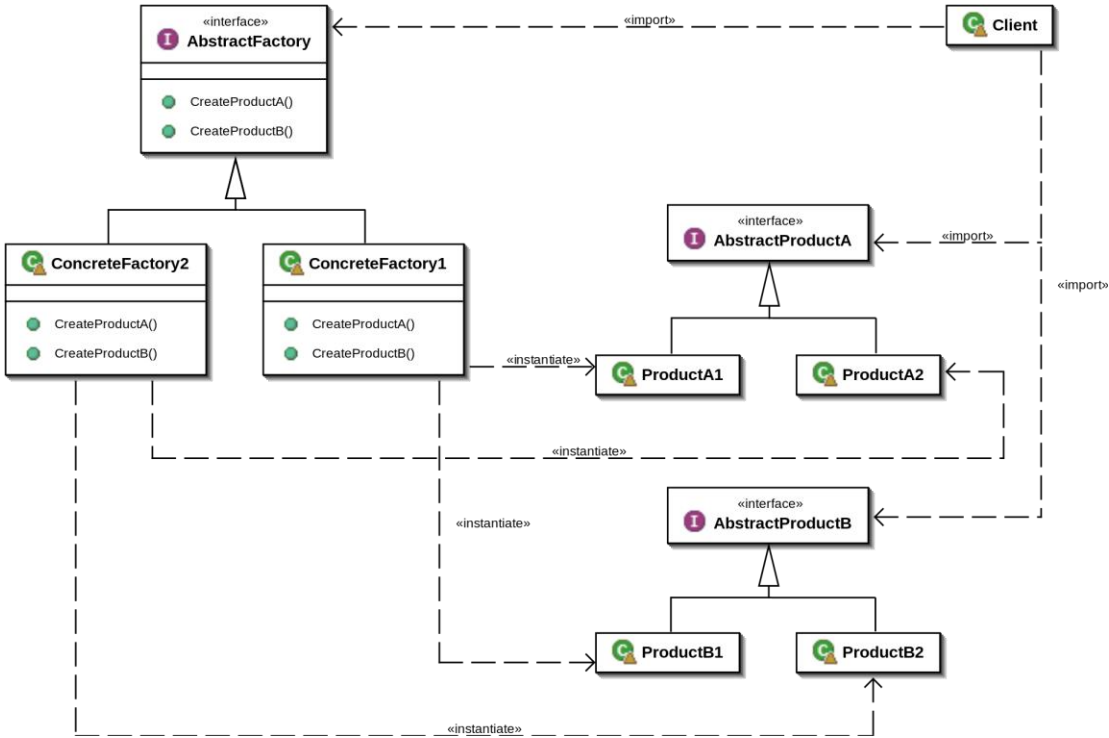 «interface»
I AbstractFactory
CreateProductA()
CreateProductB()
«import»
C Client
C ConcreteFactory2
CreateProductA()
CreateProductB()
C ConcreteFactory1
CreateProductA()
CreateProductB()
«interface»
I AbstractProductA
«import»
«import»
«instantiate»
C ProductA1
C ProductA2
«instantiate»
«interface»
I AbstractProductB
«instantiate»
C ProductB1
C ProductB2
«instantiate»